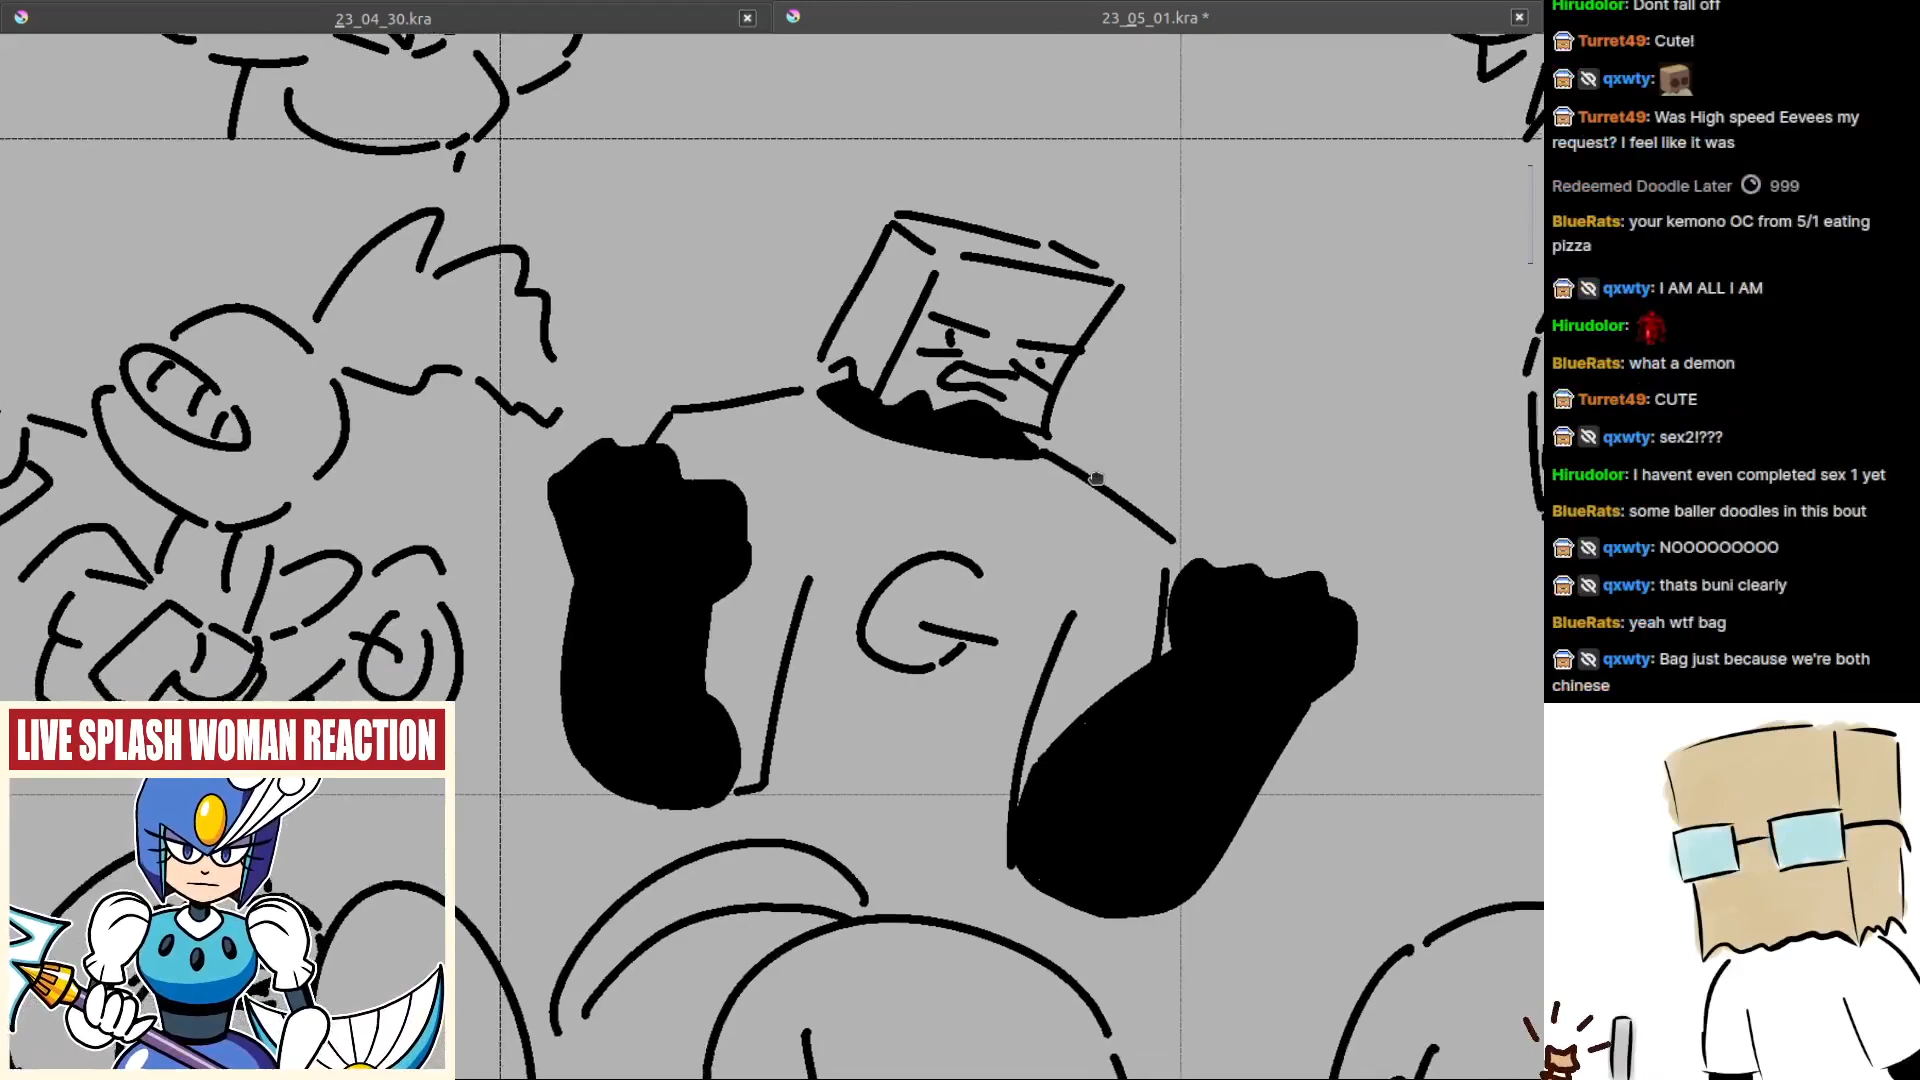 23_04_30.kra
23_05_01.kra *
Hirudolor: Dont fall off
Turret49: Cute!
qxwty:
Turret49: Was High speed Eevees my
request? I feel like it was
Redeemed Doodle Later 999
BlueRats: your kemono OC from 5/1 eating
pizza
qxwty: I AM ALL I AM
Hirudolor:
BlueRats: what a demon
Turret49: CUTE
qxwty: sex2!???
Hirudolor: I havent even completed sex 1 yet
BlueRats: some baller doodles in this bout
qxwty: NOOOOOOOOO
qxwty: thats buni clearly
BlueRats: yeah wtf bag
qxwty: Bag just because we're both
chinese
G
LIVE SPLASH WOMAN REACTION